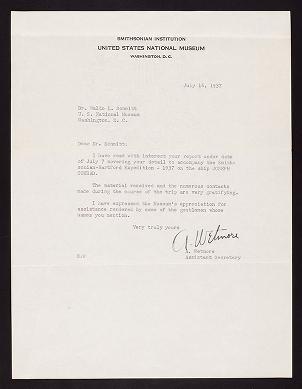 SMITHSONIAN INSTITUTION
UNITED STATES NATIONAL MUSEUM
WASHINGTON, D. C.
July 16, 1937
Dr. Waldo L. Schmitt
U. S. National Museum
Washington, D. C.
Dear Dr. Schmitt:
I have read with interest your report under date
of July 7 covering your detail to accompany the Smith-
sonian-Hartford Expedition - 1937 on the ship JOSEPH
CONRAD.
The material received and the numerous contacts
made during the course of the trip are very gratifying.
I have expressed the Museum's appreciation for
assistance rendered by some of the gentlemen whose
names you mention.
Very truly yours
A. Wetmore
A. Wetmore
Assistant Secretary